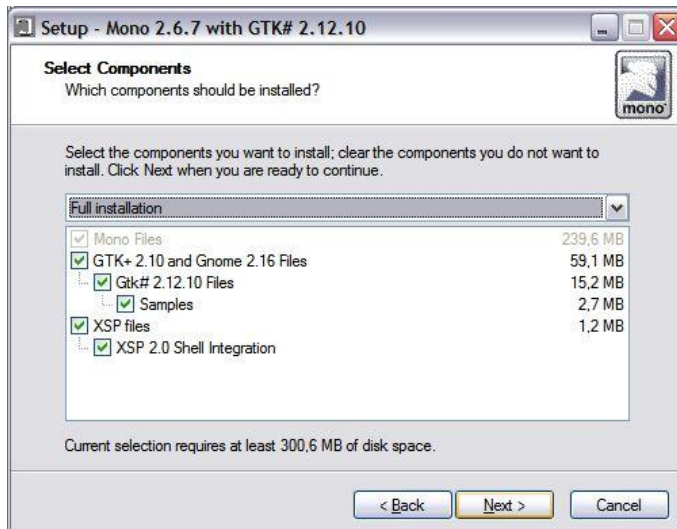 Setup - Mono 2.6.7 with GTK# 2.12.10
Select Components
Which components should be installed?
mono
Select the components you want to install; clear the components you do not want to
install. Click Next when you are ready to continue.
Full installation
Mono Files 239,6 MB
GTK+ 2.10 and Gnome 2.16 Files 59,1 MB
Gtk# 2.12.10 Files 15,2 MB
Samples 2,7 MB
XSP files 1,2 MB
XSP 2.0 Shell Integration
Current selection requires at least 300,6 MB of disk space.
< Back Next > Cancel